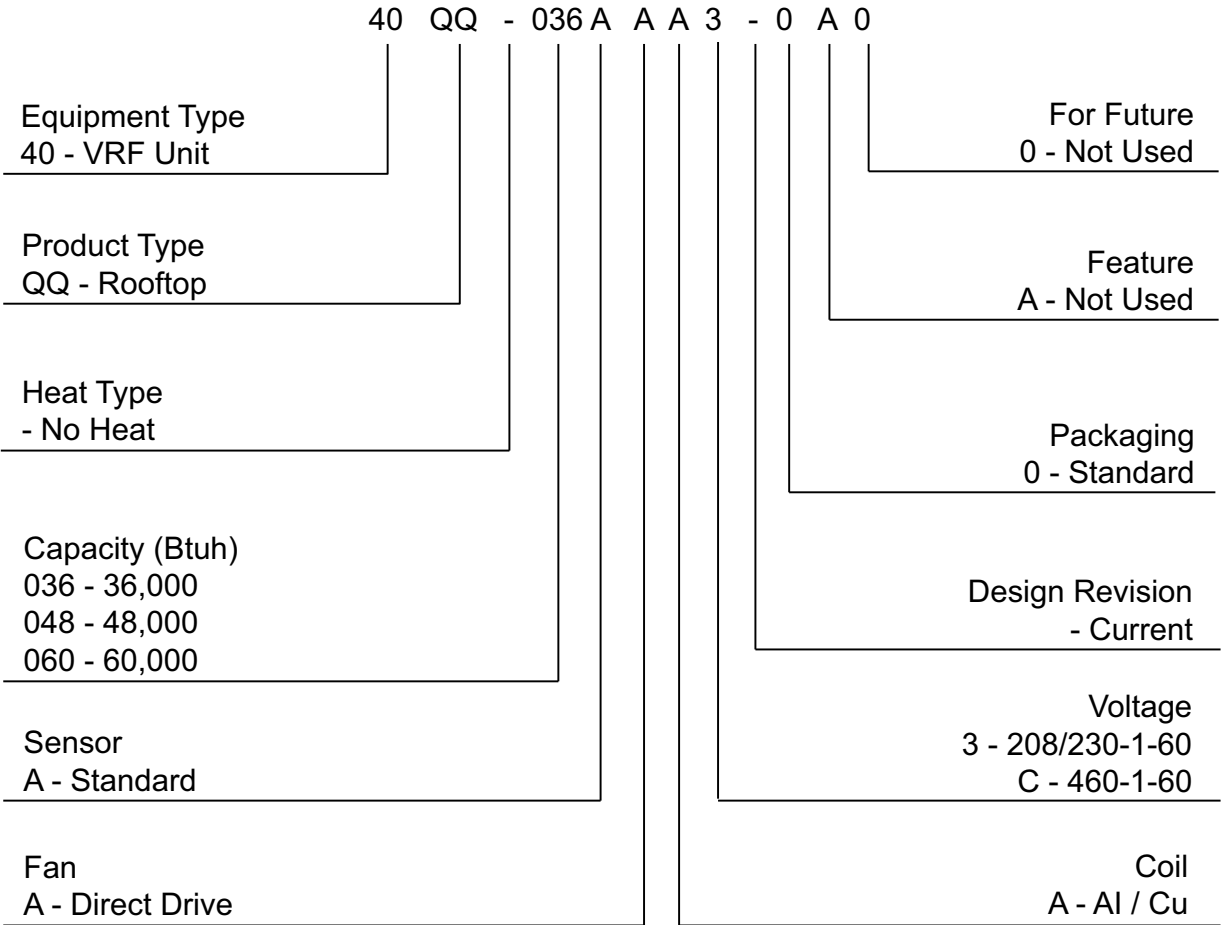 40 QQ - 036 A A A 3 - 0 A 0
Equipment Type
40 - VRF Unit
Product Type
QQ - Rooftop
Heat Type
- No Heat
Capacity (Btuh)
036 - 36,000
048 - 48,000
060 - 60,000
Sensor
A - Standard
Fan
A - Direct Drive
For Future
0 - Not Used
Feature
A - Not Used
Packaging
0 - Standard
Design Revision
- Current
Voltage
3 - 208/230-1-60
C - 460-1-60
Coil
A - Al / Cu